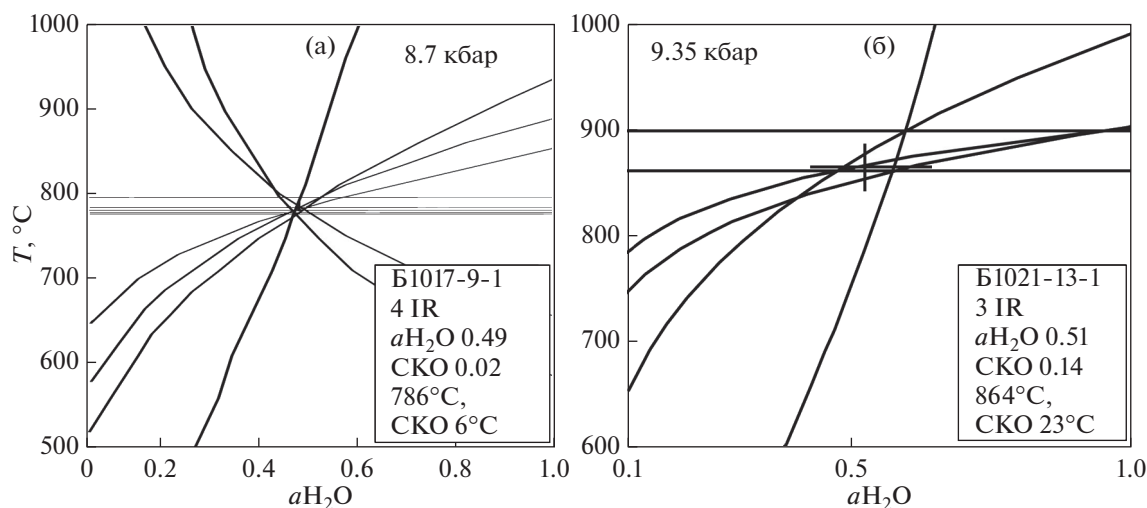 1000
900
800
700
600
500
T, °C
(а)
8.7 кбар
Б1017-9-1
4 IR
aH₂O 0.49
СКО 0.02
786°C,
СКО 6°C
0
0.2
0.4
0.6
0.8
1.0
aH₂O
1000
900
800
700
600
9.35 кбар
(б)
Б1021-13-1
3 IR
aH₂O 0.51
СКО 0.14
864°C,
СКО 23°C
0.1
0.5
1.0
aH₂O